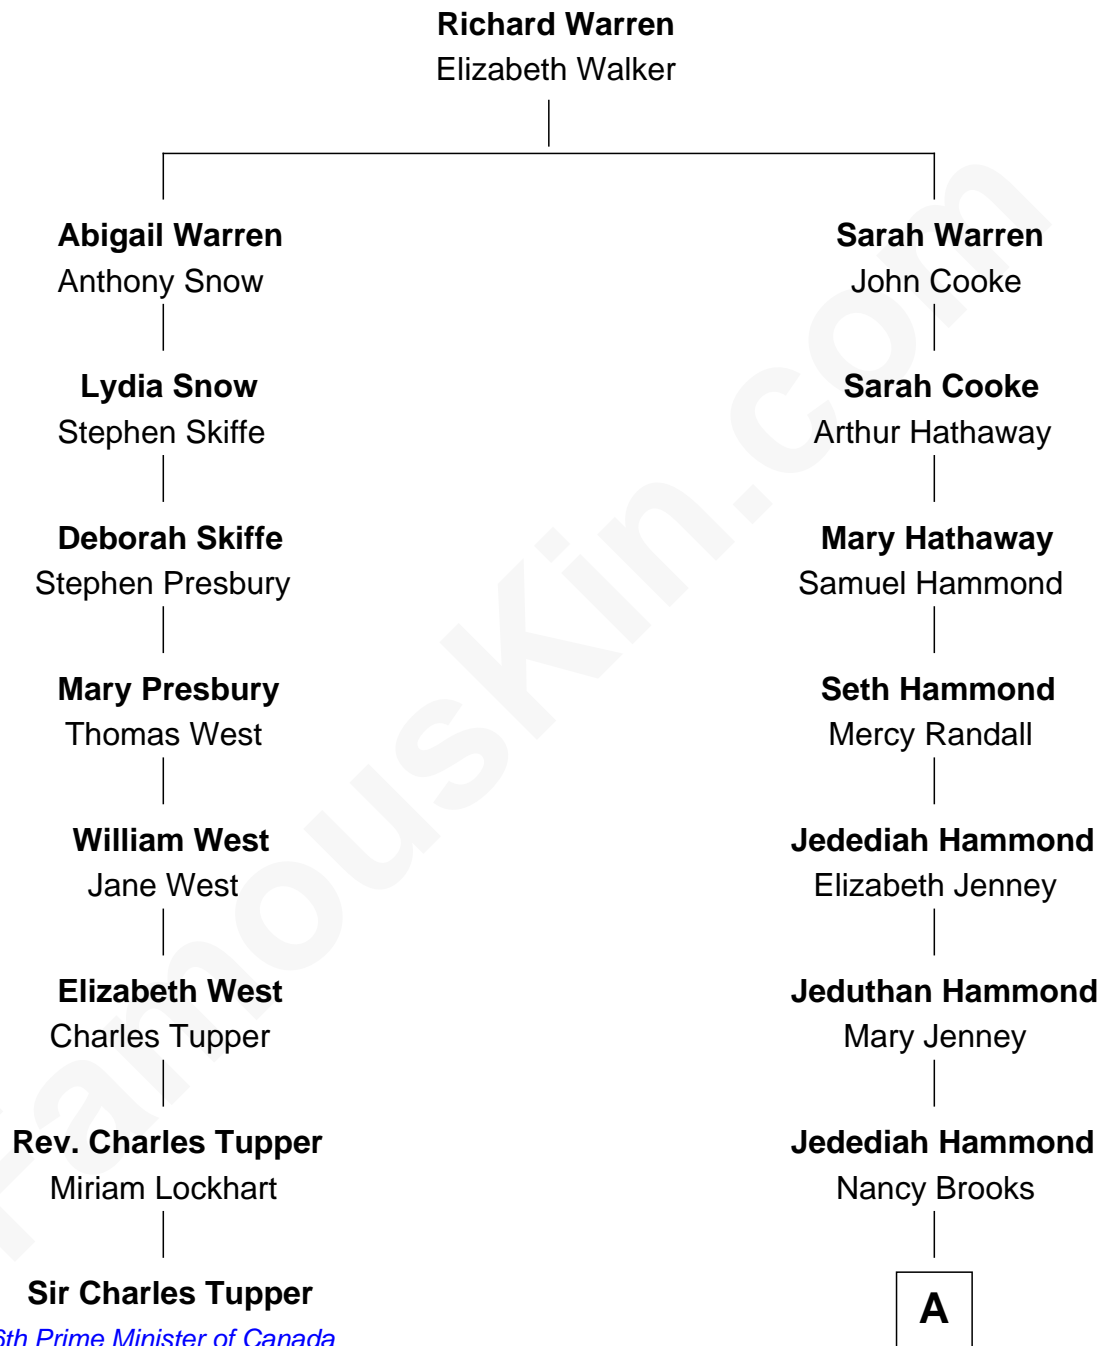 Richard Warren
Elizabeth Walker
Abigail Warren
Anthony Snow
Sarah Warren
John Cooke
Lydia Snow
Stephen Skiffe
Sarah Cooke
Arthur Hathaway
Deborah Skiffe
Stephen Presbury
Mary Hathaway
Samuel Hammond
Mary Presbury
Thomas West
Seth Hammond
Mercy Randall
William West
Jane West
Jedediah Hammond
Elizabeth Jenney
Elizabeth West
Charles Tupper
Jeduthan Hammond
Mary Jenney
Rev. Charles Tupper
Miriam Lockhart
Jedediah Hammond
Nancy Brooks
Sir Charles Tupper
6th Prime Minister of Canada
A
FamousKin.com